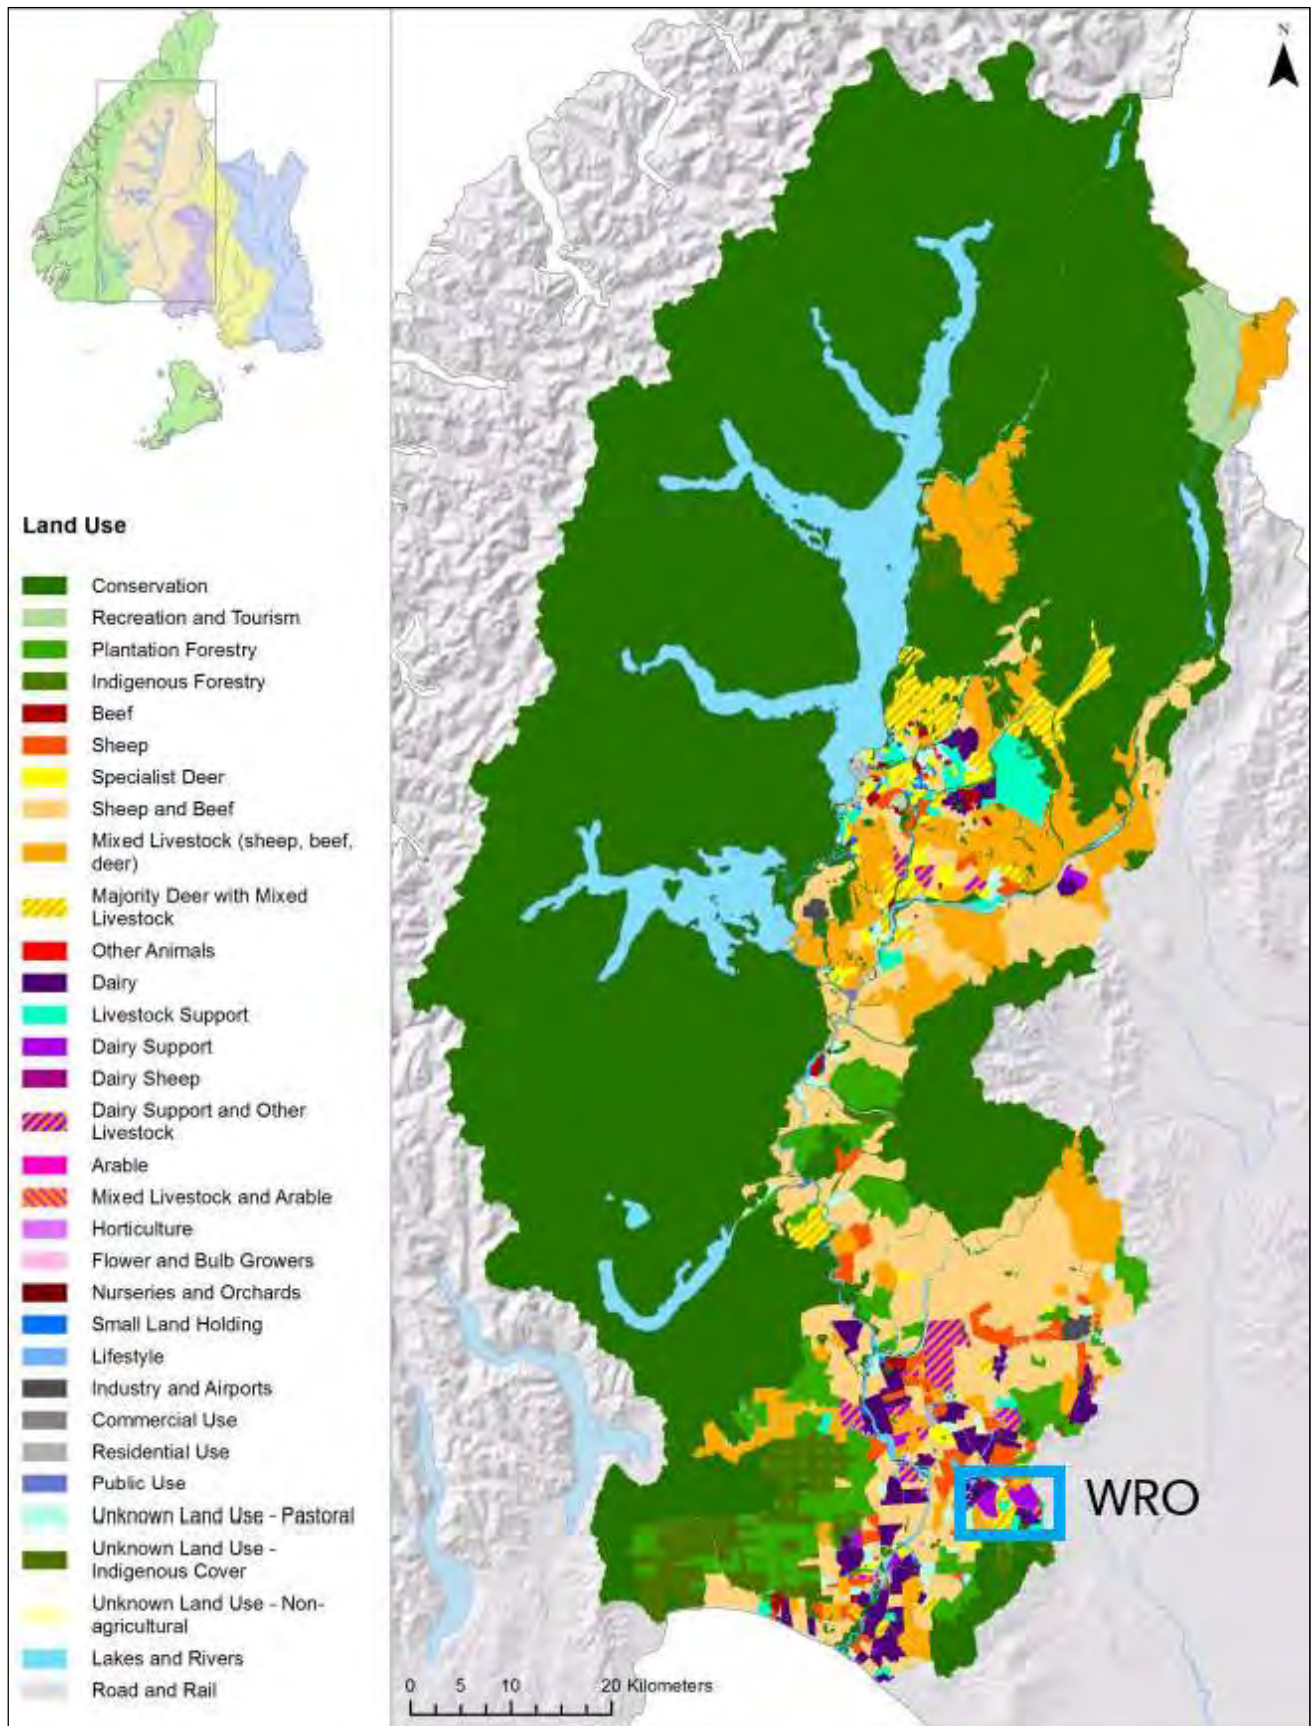 N
Land Use
Conservation
Recreation and Tourism
Plantation Forestry
Indigenous Forestry
Beef
Sheep
Specialist Deer
Sheep and Beef
Mixed Livestock (sheep, beef,
deer)
Majority Deer with Mixed
Livestock
Other Animals
Dairy
Livestock Support
Dairy Support
Dairy Sheep
Dairy Support and Other
Livestock
Arable
Mixed Livestock and Arable
Horticulture
Flower and Bulb Growers
Nurseries and Orchards
Small Land Holding
Lifestyle
Industry and Airports
Commercial Use
Residential Use
Public Use
Unknown Land Use - Pastoral
Unknown Land Use -
Indigenous Cover
Unknown Land Use - Non-
agricultural
Lakes and Rivers
Road and Rail
WRO
0 5 10 20 Kilometers